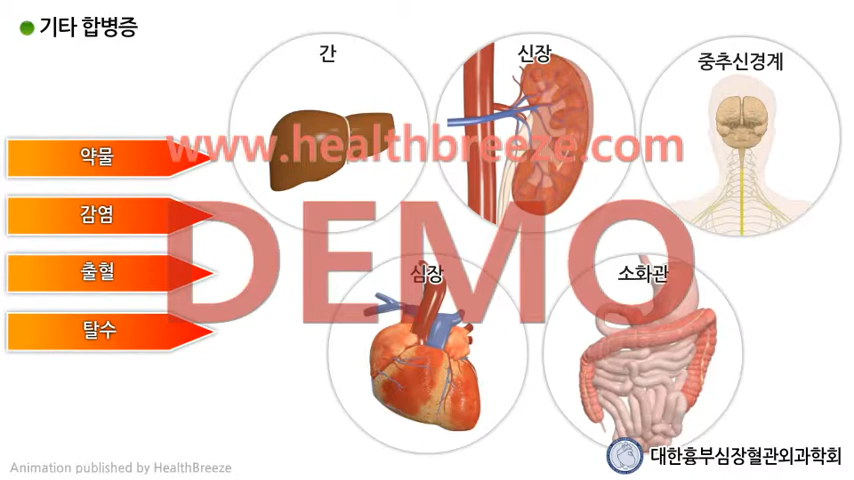 기타 합병증
간
신장
중추신경계
약물
www.healthbreeze.com
감염
DEMO
출혈
심장
소화관
탈수
대한흉부심장혈관외과학회
Animation published by HealthBreeze